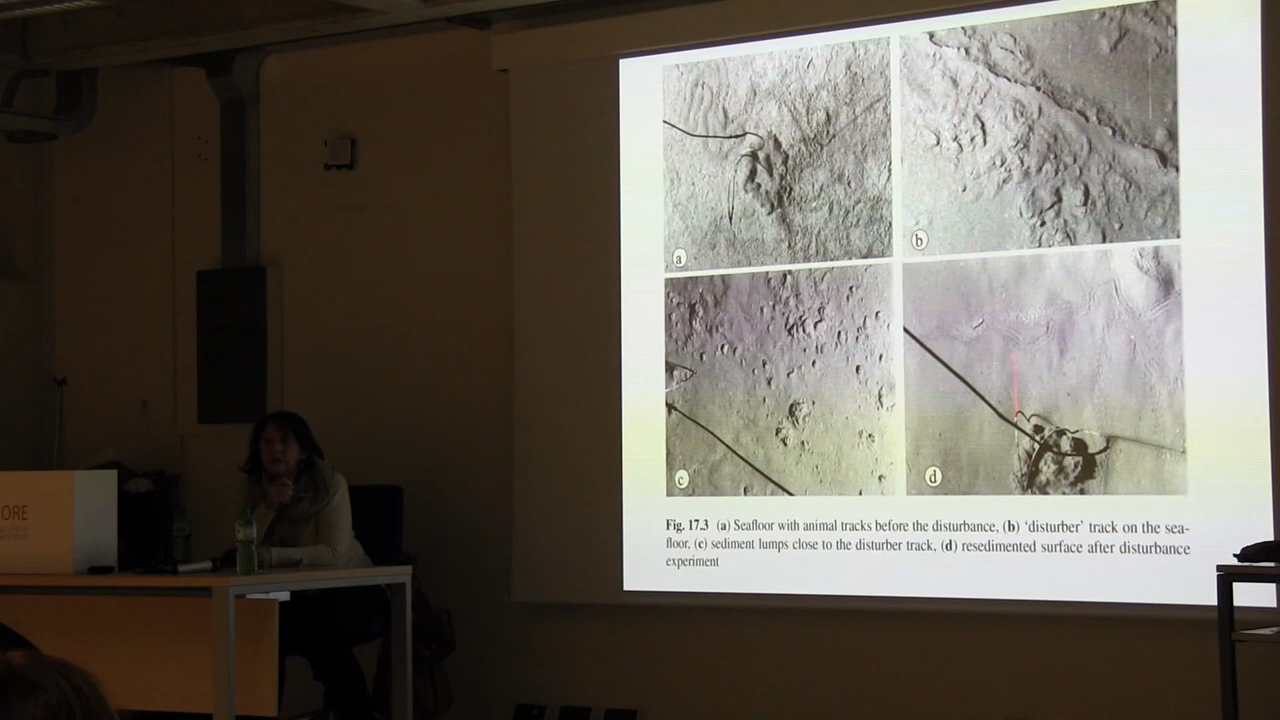 a
b
c
d
Fig. 17.3 (a) Seafloor with animal tracks before the disturbance, (b) 'disturber' track on the sea-
floor, (c) sediment lumps close to the disturber track, (d) resedimented surface after disturbance
experiment
ORE